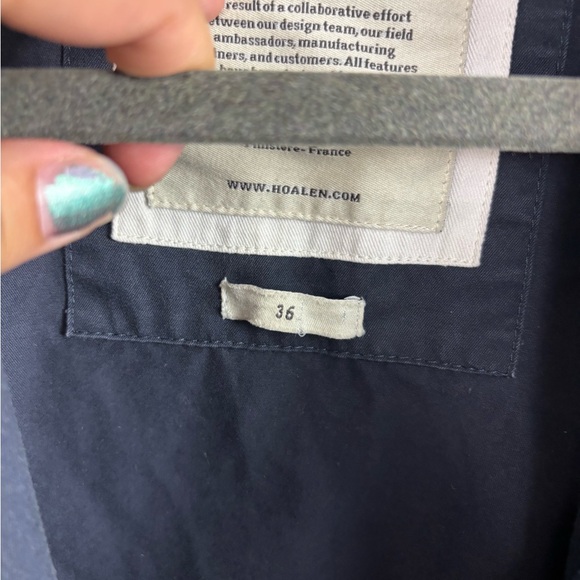 result of a collaborative effort
between our design team, our field
ambassadors, manufacturing
ners, and customers. All features
Finistere - France
WWW.HOALEN.COM
36